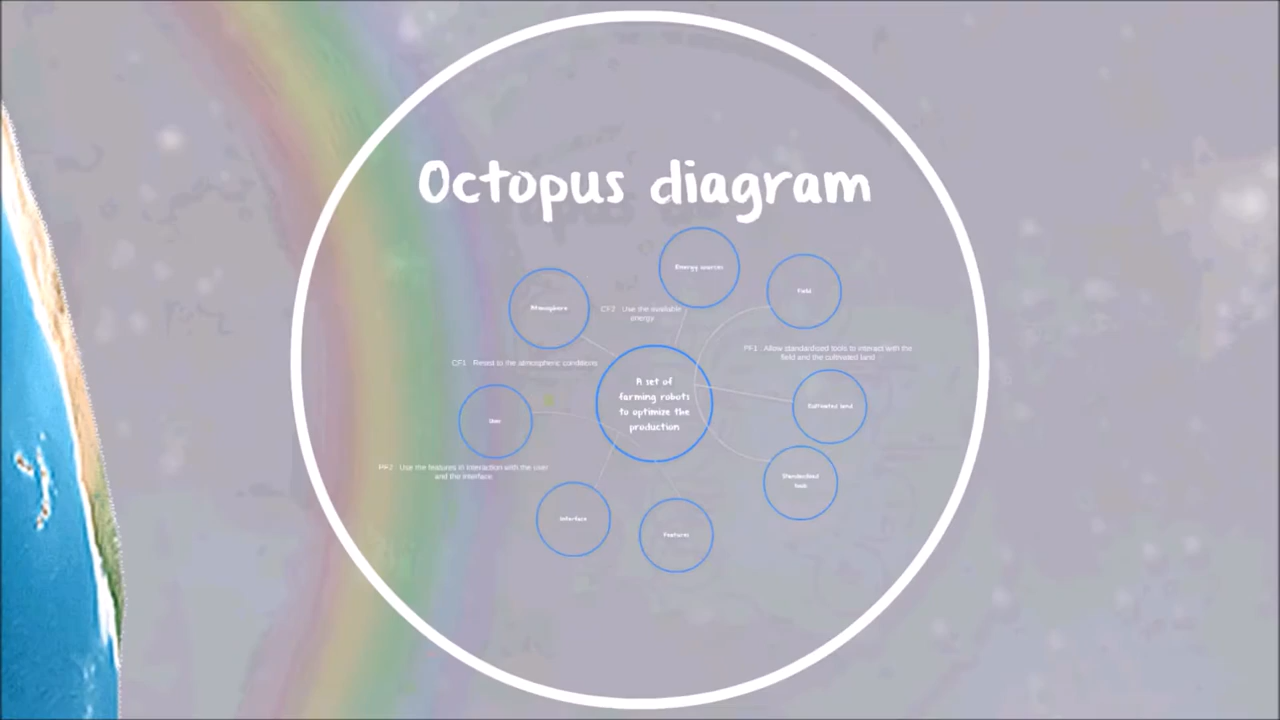 Octopus diagram
Energy sources
Field
Atmosphere
CF2 : Use the available
energy
PF1 : Allow standardised tools to interact with the
field and the cultivated land
CF1 : Resist to the atmospheric conditions
A set of
farming robots
to optimize the
production
Cultivated land
User
PF2 : Use the features in interaction with the user
and the interface
Standardised
tools
Interface
Features